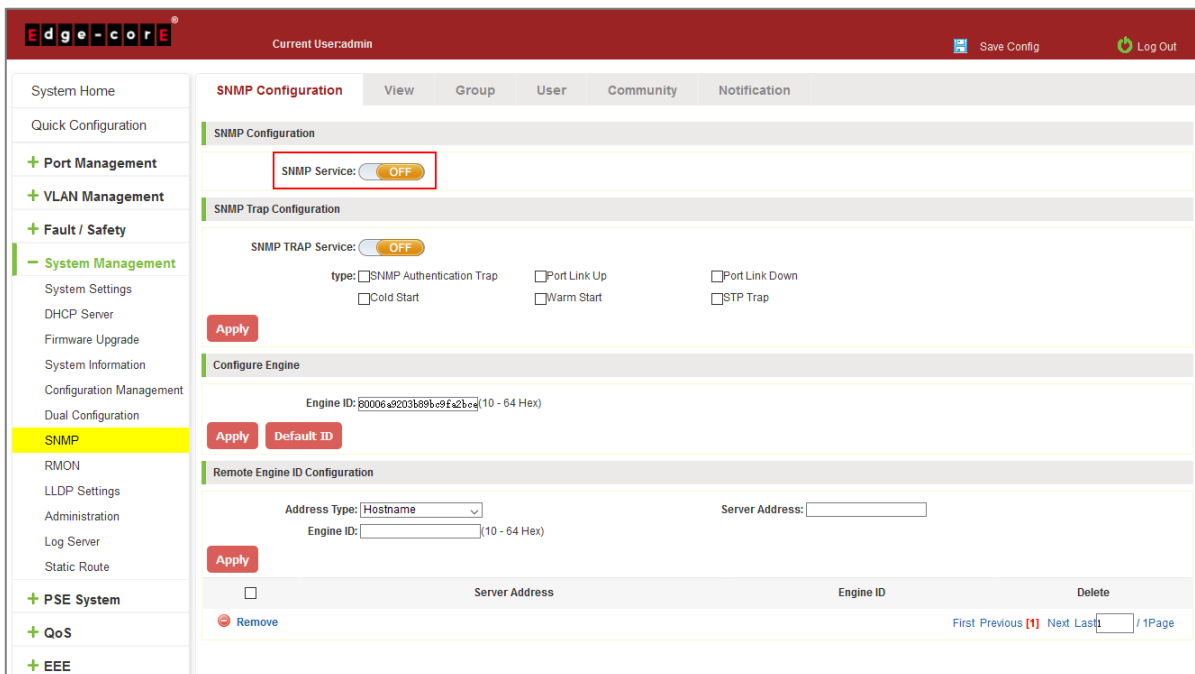 Edge-corE®
Current User:admin
Save Config
Log Out
System Home
Quick Configuration
+ Port Management
+ VLAN Management
+ Fault / Safety
− System Management
System Settings
DHCP Server
Firmware Upgrade
System Information
Configuration Management
Dual Configuration
SNMP
RMON
LLDP Settings
Administration
Log Server
Static Route
+ PSE System
+ QoS
+ EEE
SNMP Configuration View Group User Community Notification
SNMP Configuration
SNMP Service: OFF
SNMP Trap Configuration
SNMP TRAP Service: OFF
type: SNMP Authentication Trap Port Link Up Port Link Down
Cold Start Warm Start STP Trap
Apply
Configure Engine
Engine ID: 80006a9203b89bc9fa2bce (10 - 64 Hex)
Apply Default ID
Remote Engine ID Configuration
Address Type: Hostname Server Address:
Engine ID: (10 - 64 Hex)
Apply
Server Address Engine ID Delete
Remove First Previous [1] Next Last 1 / 1Page